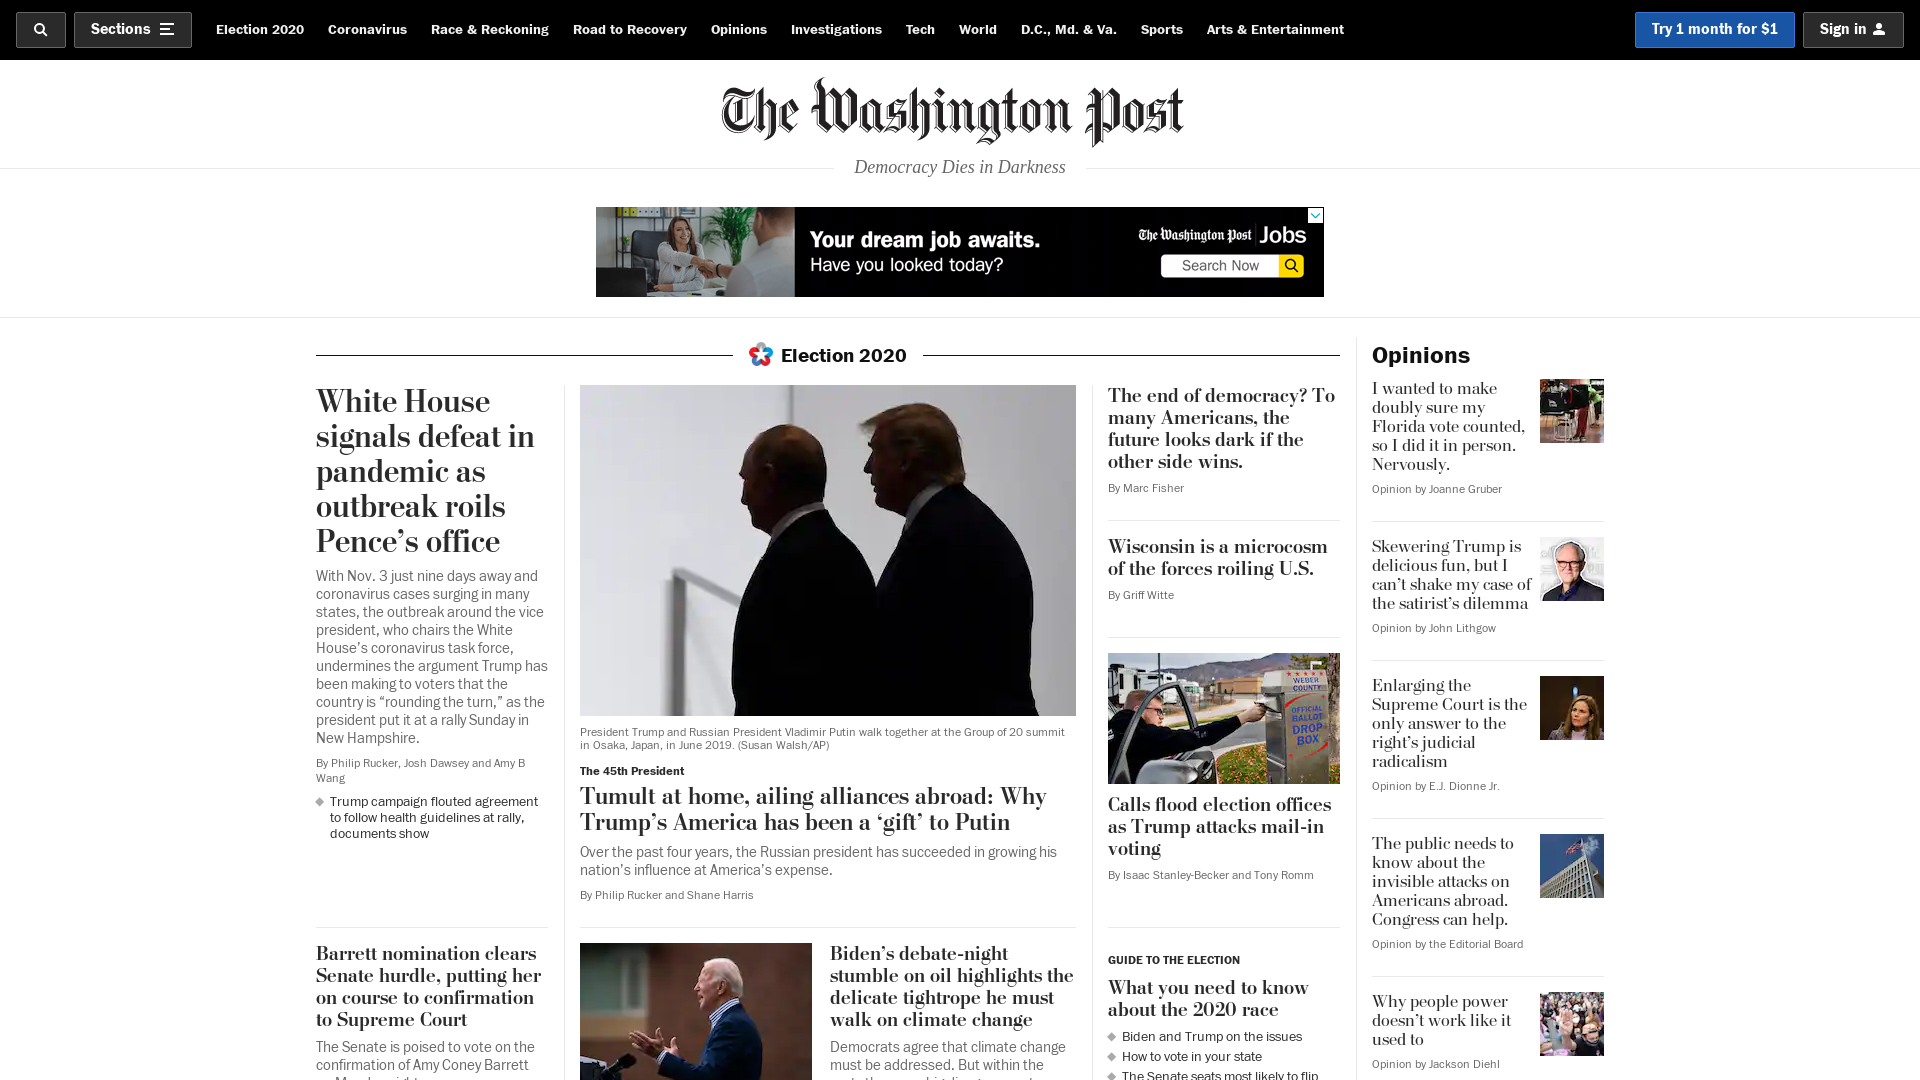 Sections
Election 2020
Coronavirus
Race & Reckoning
Road to Recovery
Opinions
Investigations
Tech
World
D.C., Md. & Va.
Sports
Arts & Entertainment
Try 1 month for $1
Sign in
The Washington Post
Democracy Dies in Darkness
Your dream job awaits.
Have you looked today?
The Washington Post Jobs
Search Now
Election 2020
White House
signals defeat in
pandemic as
outbreak roils
Pence’s office
With Nov. 3 just nine days away and
coronavirus cases surging in many
states, the outbreak around the vice
president, who chairs the White
House’s coronavirus task force,
undermines the argument Trump has
been making to voters that the
country is “rounding the turn,” as the
president put it at a rally Sunday in
New Hampshire.
By Philip Rucker, Josh Dawsey and Amy B
Wang
Trump campaign flouted agreement
to follow health guidelines at rally,
documents show
President Trump and Russian President Vladimir Putin walk together at the Group of 20 summit
in Osaka, Japan, in June 2019. (Susan Walsh/AP)
The 45th President
Tumult at home, ailing alliances abroad: Why
Trump’s America has been a ‘gift’ to Putin
Over the past four years, the Russian president has succeeded in growing his
nation’s influence at America’s expense.
By Philip Rucker and Shane Harris
The end of democracy? To
many Americans, the
future looks dark if the
other side wins.
By Marc Fisher
Wisconsin is a microcosm
of the forces roiling U.S.
By Griff Witte
WEBER
COUNTY
OFFICIAL
BALLOT
DROP
BOX
Calls flood election offices
as Trump attacks mail-in
voting
By Isaac Stanley-Becker and Tony Romm
Barrett nomination clears
Senate hurdle, putting her
on course to confirmation
to Supreme Court
The Senate is poised to vote on the
confirmation of Amy Coney Barrett
Biden’s debate-night
stumble on oil highlights the
delicate tightrope he must
walk on climate change
Democrats agree that climate change
must be addressed. But within the
GUIDE TO THE ELECTION
What you need to know
about the 2020 race
Biden and Trump on the issues
How to vote in your state
The Senate seats most likely to flip
Opinions
I wanted to make
doubly sure my
Florida vote counted,
so I did it in person.
Nervously.
Opinion by Joanne Gruber
Skewering Trump is
delicious fun, but I
can’t shake my case of
the satirist’s dilemma
Opinion by John Lithgow
Enlarging the
Supreme Court is the
only answer to the
right’s judicial
radicalism
Opinion by E.J. Dionne Jr.
The public needs to
know about the
invisible attacks on
Americans abroad.
Congress can help.
Opinion by the Editorial Board
Why people power
doesn’t work like it
used to
Opinion by Jackson Diehl